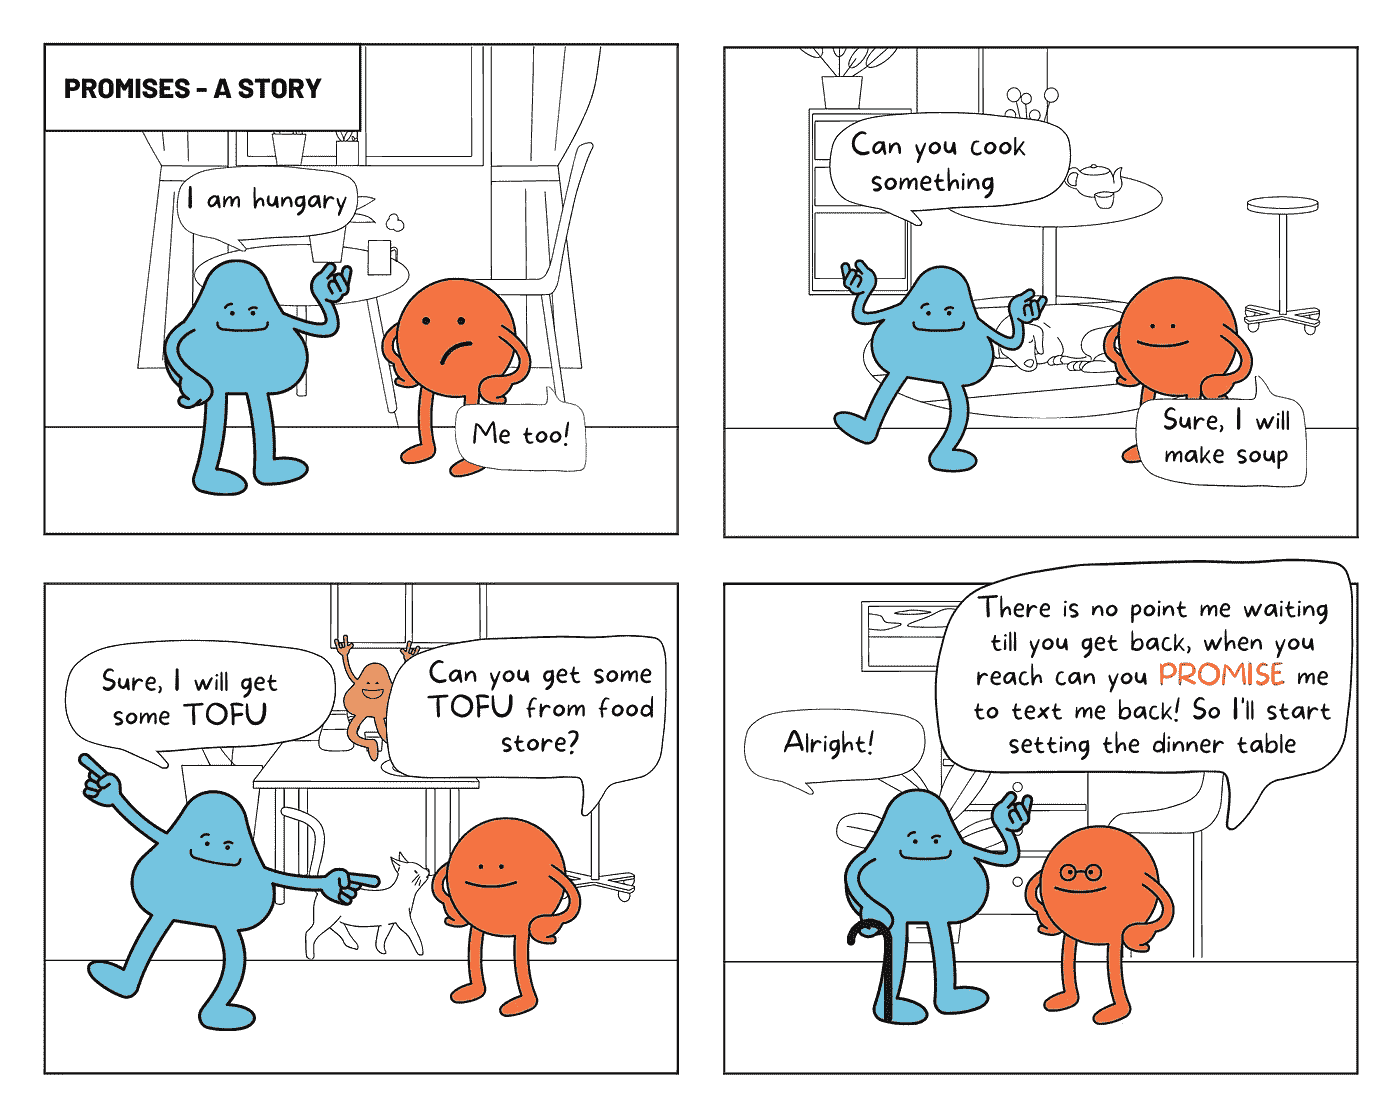 PROMISES - A STORY
I am hungary
Me too!
Can you cook
something
Sure, I will
make soup
Can you get some
TOFU from food
store?
Sure, I will get
some TOFU
There is no point me waiting
till you get back, when you
reach can you PROMISE me
to text me back! So I'll start
setting the dinner table
Alright!